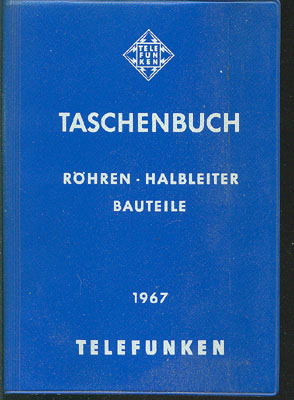 TELE
FUN
KEN
TASCHENBUCH
RÖHREN · HALBLEITER
BAUTEILE
1967
TELEFUNKEN